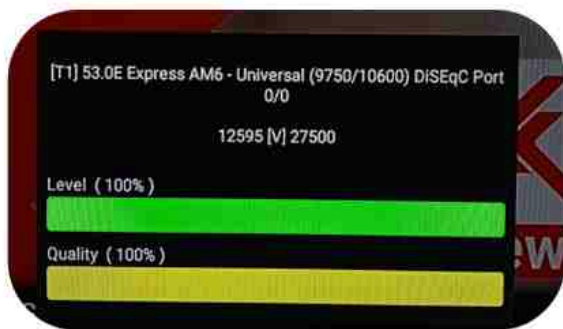 [T1] 53.0E Express AM6 - Universal (9750/10600) DiSEqC Port
0/0
12595 [V] 27500
Level ( 100% )
Quality ( 100% )